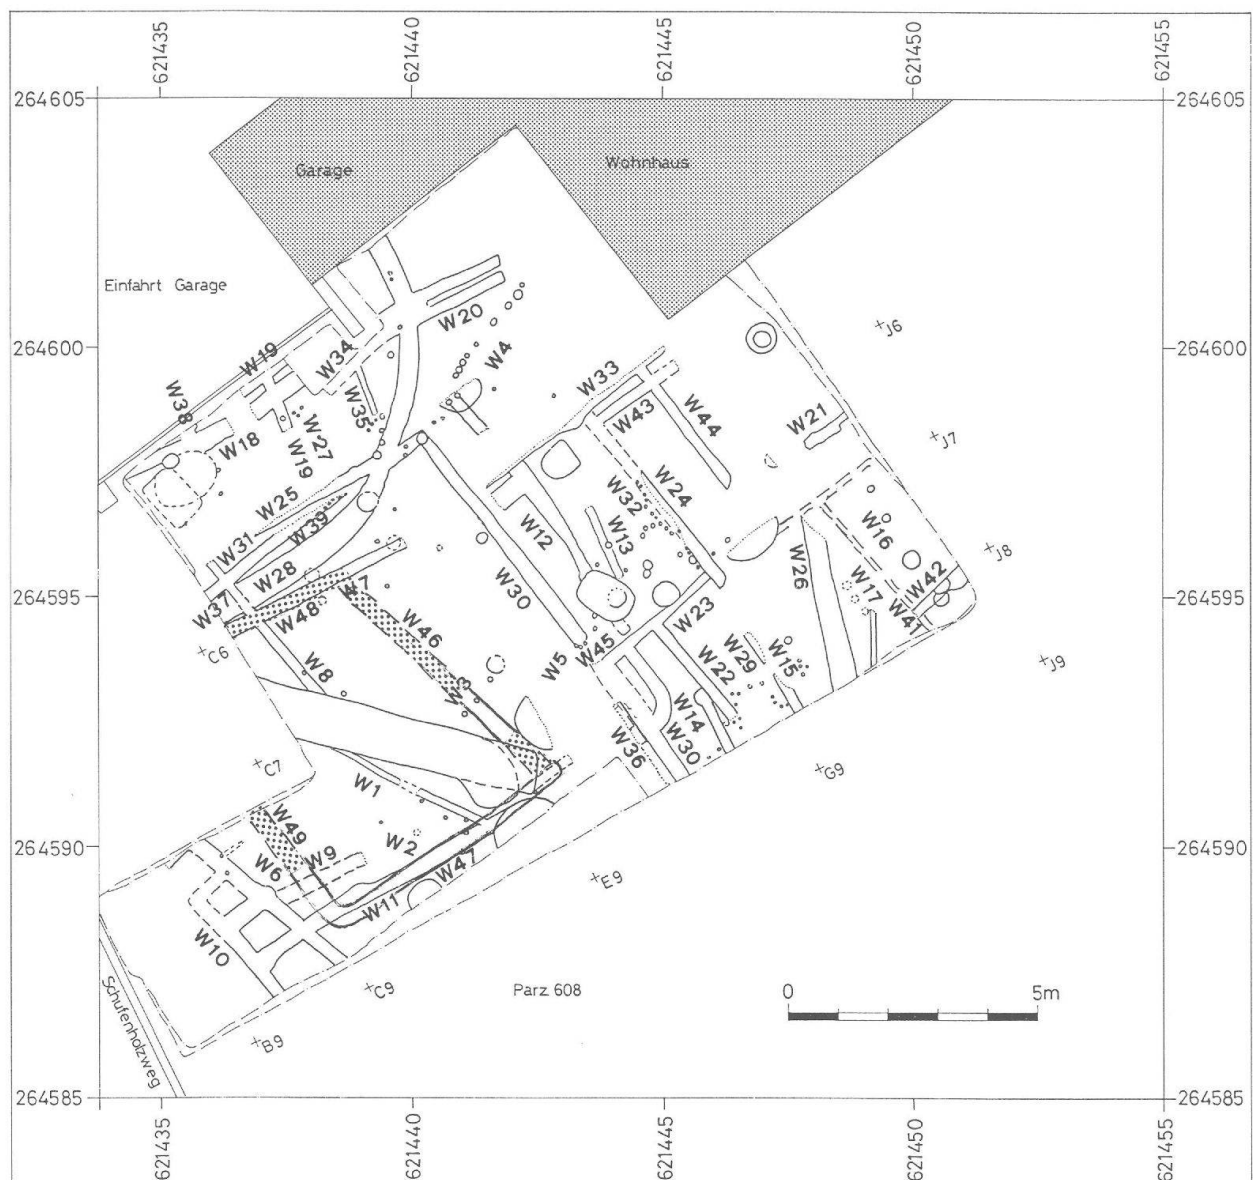 621435
621440
621445
621450
621455
264605
264605
Garage
Wohnhaus
Einfahrt Garage
W20
J6
264600
264600
W19
W34
W4
W33
W38
W35
W43
W44
W21
W18
W27
W19
J7
W25
W32
W24
W39
W12
W13
W16
W31
W28
W30
W26
J8
W42
W17
264595
264595
W37
W7
W48
W46
W23
W41
C6
W8
W5
W45
W29
W15
W22
J9
W3
W14
W30
W36
C7
G9
W1
W49
W2
264590
264590
W9
W6
W47
E9
W11
W10
C9
Parz. 608
0
5m
Schufenholzweg
B9
264585
264585
621435
621440
621445
621450
621455